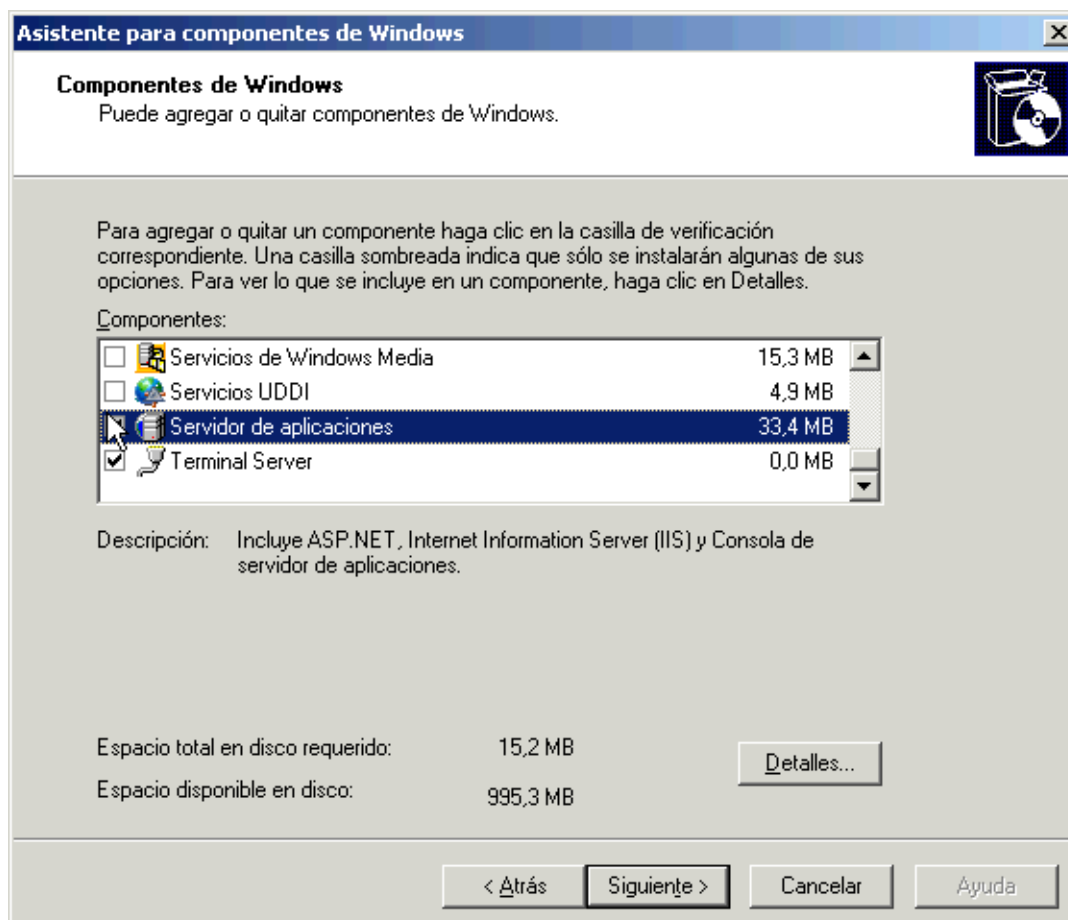 Asistente para componentes de Windows
Componentes de Windows
Puede agregar o quitar componentes de Windows.
Para agregar o quitar un componente haga clic en la casilla de verificación
correspondiente. Una casilla sombreada indica que sólo se instalarán algunas de sus
opciones. Para ver lo que se incluye en un componente, haga clic en Detalles.
Componentes:
Servicios de Windows Media 15,3 MB
Servicios UDDI 4,9 MB
Servidor de aplicaciones 33,4 MB
Terminal Server 0,0 MB
Descripción: Incluye ASP.NET, Internet Information Server (IIS) y Consola de
servidor de aplicaciones.
Espacio total en disco requerido: 15,2 MB
Detalles...
Espacio disponible en disco: 995,3 MB
< Atrás Siguiente > Cancelar Ayuda